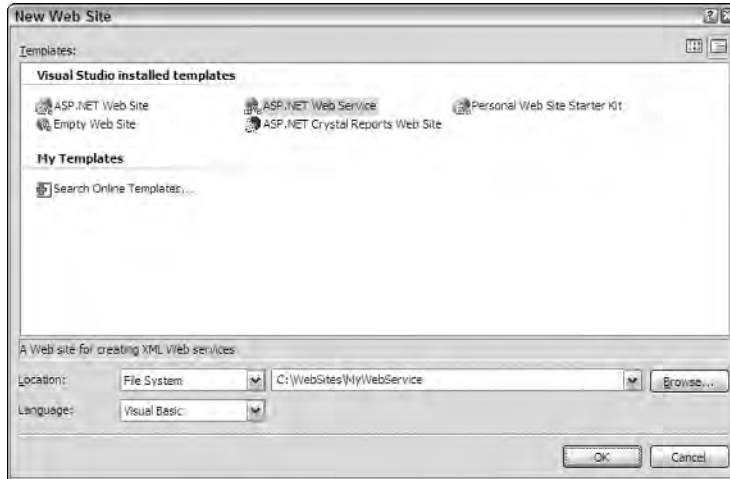 New Web Site
Templates:
Visual Studio installed templates
ASP.NET Web Site
ASP.NET Web Service
Personal Web Site Starter Kit
Empty Web Site
ASP.NET Crystal Reports Web Site
My Templates
Search Online Templates...
A Web site for creating XML Web services
Location:
File System
C:\WebSites\MyWebService
Browse...
Language:
Visual Basic
OK
Cancel